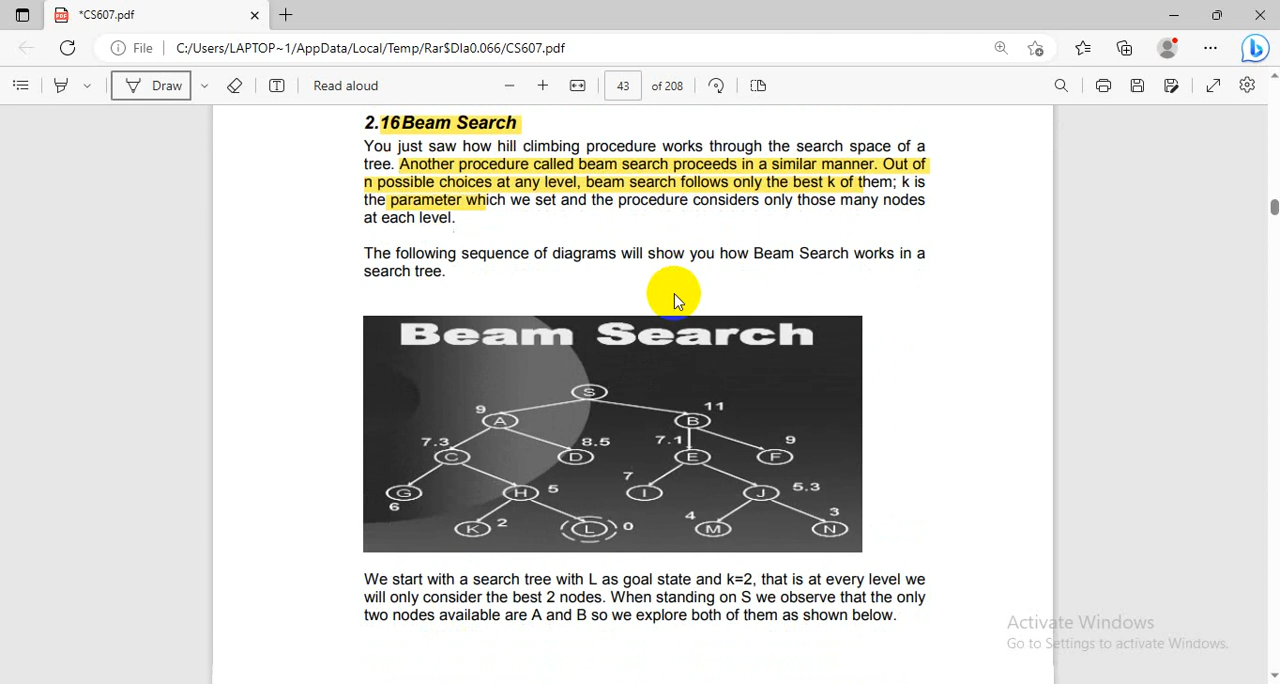 *CS607.pdf
File
C:/Users/LAPTOP~1/AppData/Local/Temp/Rar$DIa0.066/CS607.pdf
Draw
Read aloud
43 of 208
2.16Beam Search
You just saw how hill climbing procedure works through the search space of a
tree. Another procedure called beam search proceeds in a similar manner. Out of
n possible choices at any level, beam search follows only the best k of them; k is
the parameter which we set and the procedure considers only those many nodes
at each level.
The following sequence of diagrams will show you how Beam Search works in a
search tree.
Beam Search
S
9 11
A B
7.3 8.5 7.1 9
C D E F
7 5 5.3
G H I J
6 2 0 4 3
K L M N
We start with a search tree with L as goal state and k=2, that is at every level we
will only consider the best 2 nodes. When standing on S we observe that the only
two nodes available are A and B so we explore both of them as shown below.
Activate Windows
Go to Settings to activate Windows.